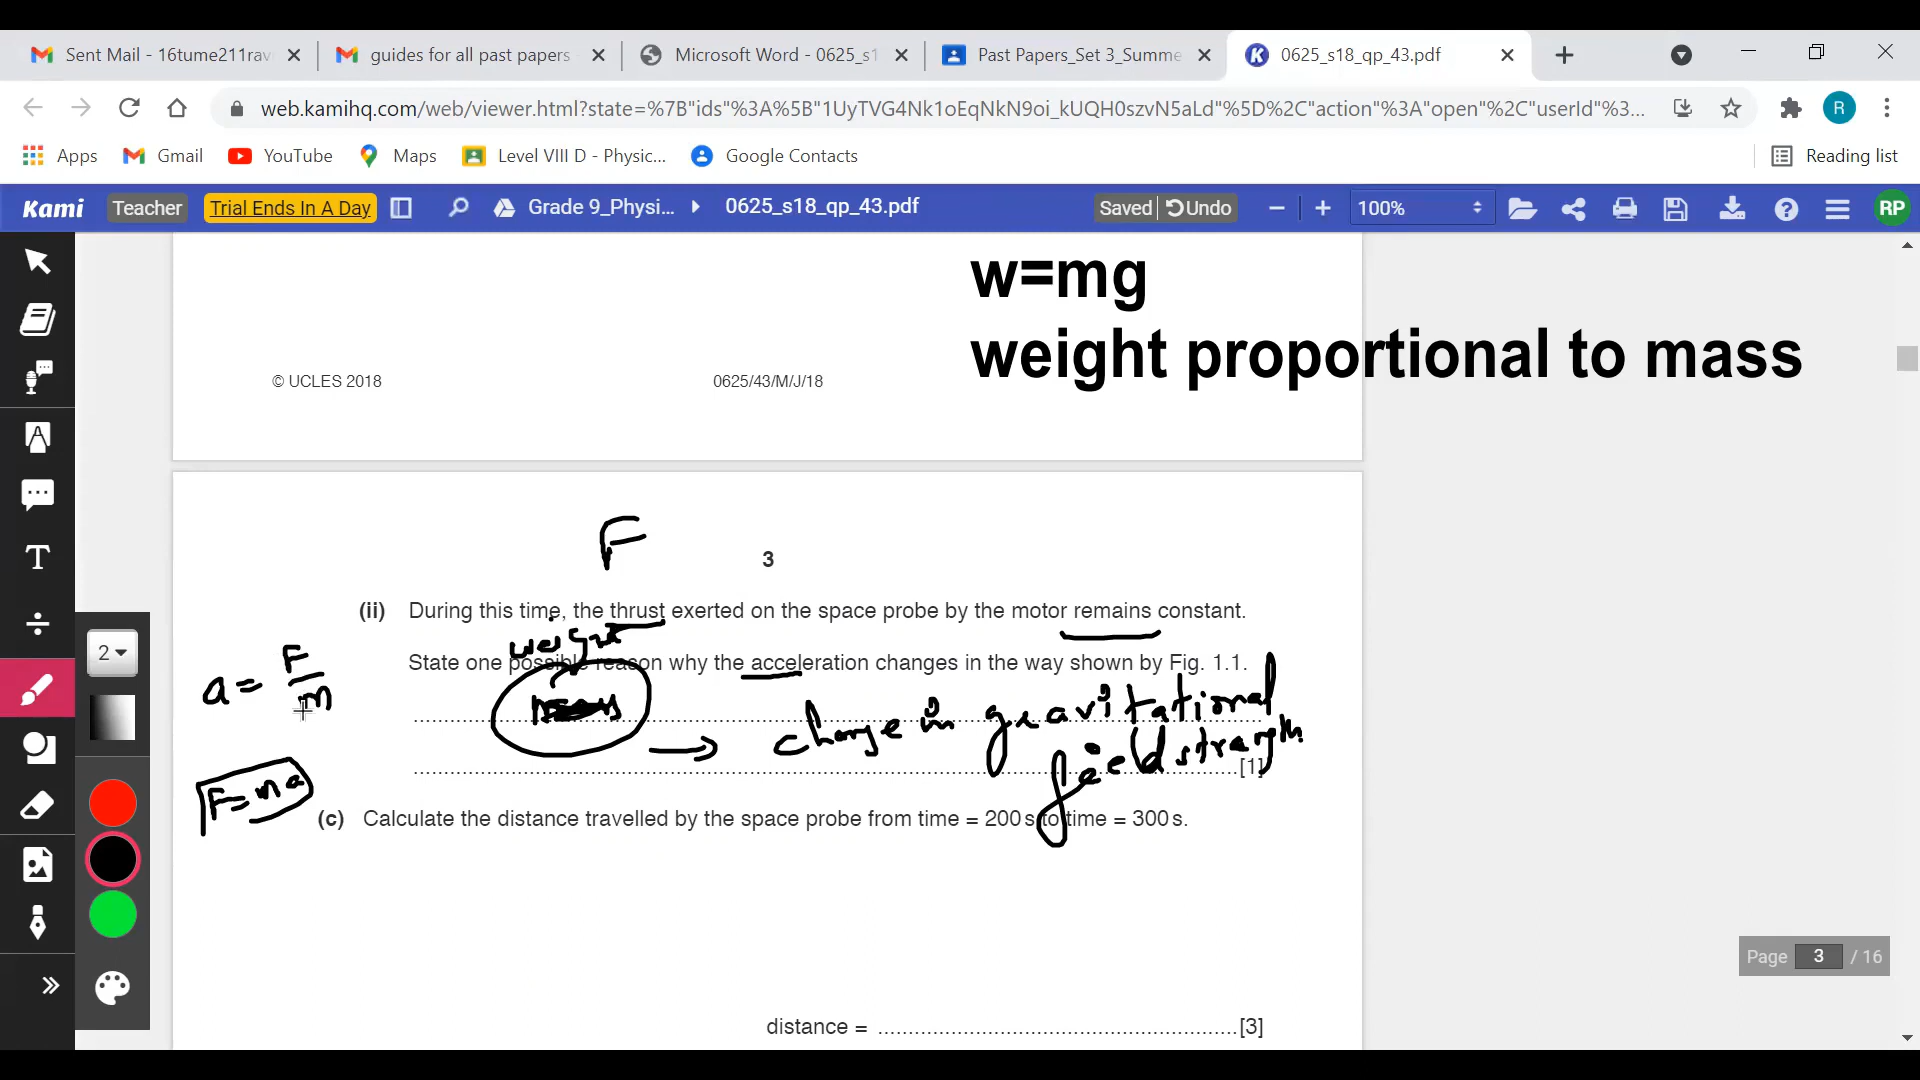 Sent Mail - 16tume211rav
guides for all past papers
Microsoft Word - 0625_s1
Past Papers_Set 3_Summe
0625_s18_qp_43.pdf
web.kamihq.com/web/viewer.html?state=%7B"ids"%3A%5B"1UyTVG4Nk1oEqNkN9oi_kUQH0szvN5aLd"%5D%2C"action"%3A"open"%2C"userId"%3...
R
Apps
Gmail
YouTube
Maps
Level VIII D - Physic...
Google Contacts
Reading list
Kami
Teacher
Trial Ends In A Day
Grade 9_Physi...
0625_s18_qp_43.pdf
Saved
Undo
100%
RP
w=mg
weight proportional to mass
© UCLES 2018
0625/43/M/J/18
F
3
(ii) During this time, the thrust exerted on the space probe by the motor remains constant.
weight
State one possible reason why the acceleration changes in the way shown by Fig. 1.1.
a = F/m
change in gravitational
field
[1]
F = ma
(c) Calculate the distance travelled by the space probe from time = 200 s to time = 300 s.
2
T
Page 3 / 16
distance = ............................................................[3]